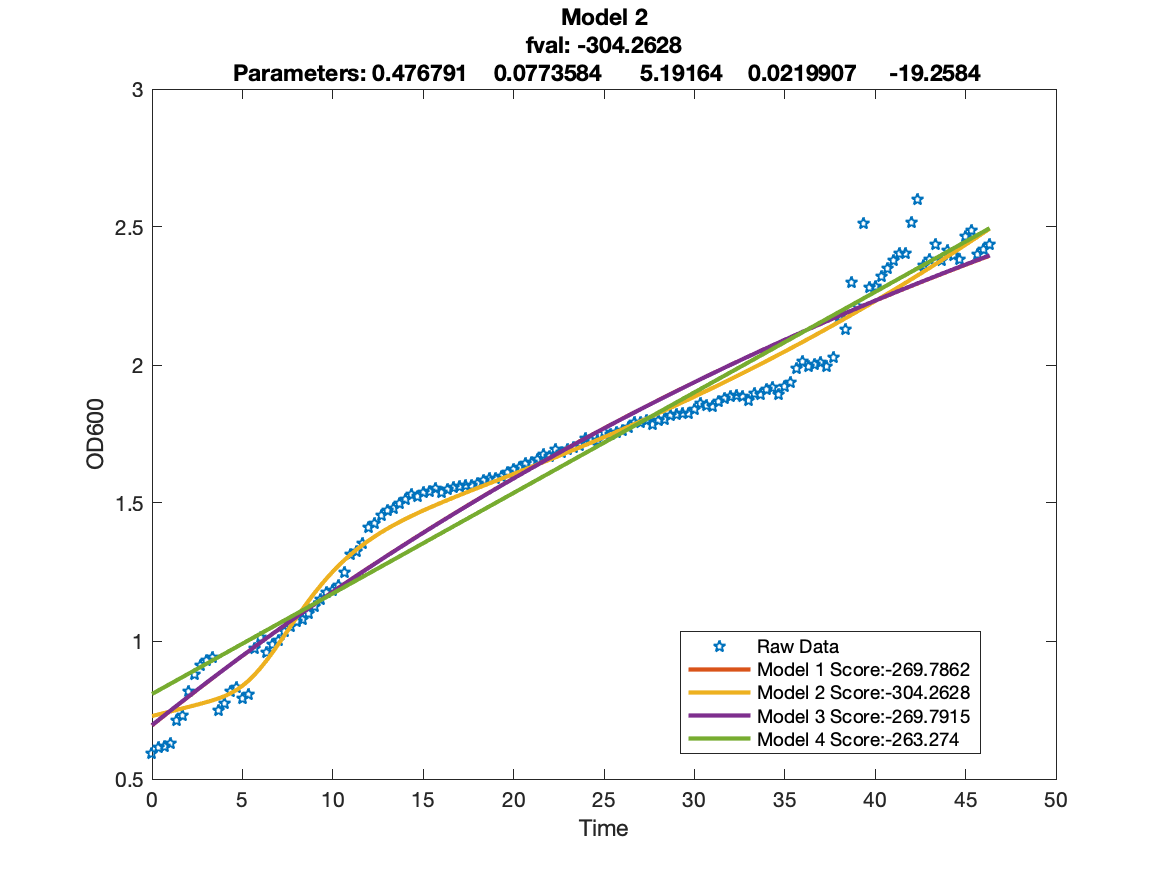 Model 2
fval: -304.2628
Parameters: 0.476791 0.0773584 5.19164 0.0219907 -19.2584
3
2.5
2
1.5
1
0.5
OD600
0 5 10 15 20 25 30 35 40 45 50
Time
Raw Data
Model 1 Score:-269.7862
Model 2 Score:-304.2628
Model 3 Score:-269.7915
Model 4 Score:-263.274